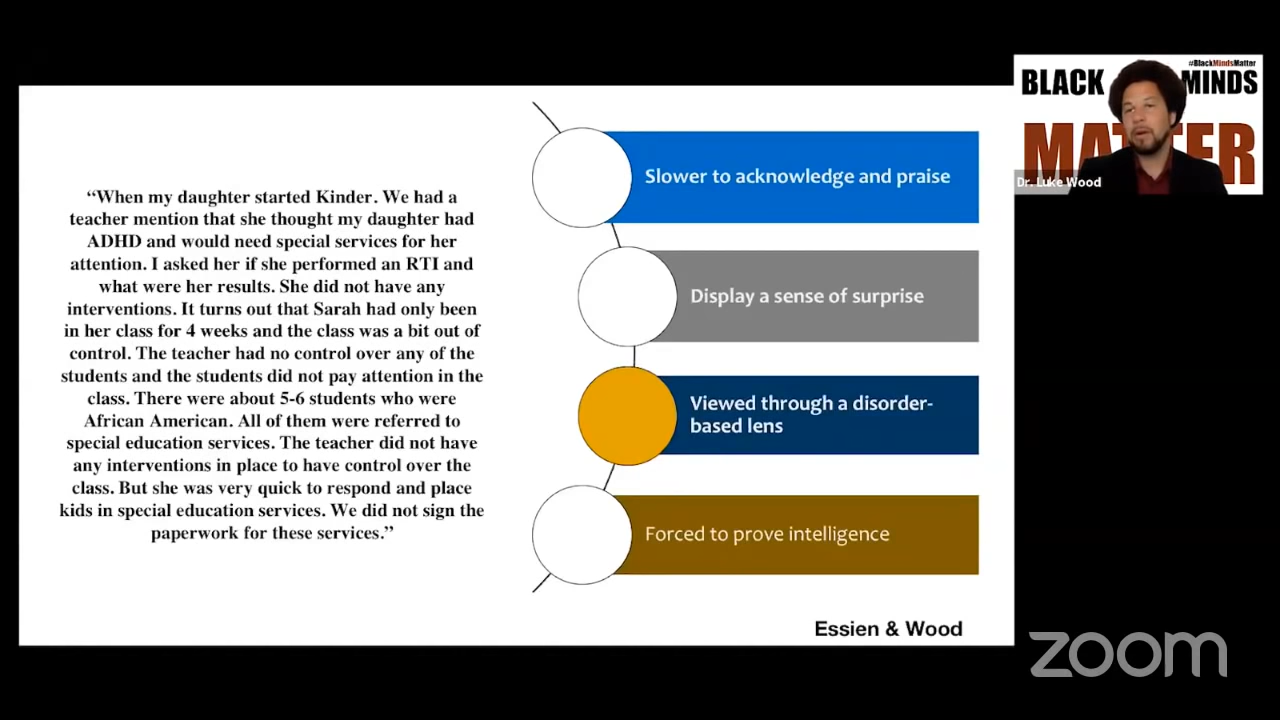 “When my daughter started Kinder. We had a
teacher mention that she thought my daughter had
ADHD and would need special services for her
attention. I asked her if she performed an RTI and
what were her results. She did not have any
interventions. It turns out that Sarah had only been
in her class for 4 weeks and the class was a bit out of
control. The teacher had no control over any of the
students and the students did not pay attention in the
class. There were about 5-6 students who were
African American. All of them were referred to
special education services. The teacher did not have
any interventions in place to have control over the
class. But she was very quick to respond and place
kids in special education services. We did not sign the
paperwork for these services.”
Slower to acknowledge and praise
Display a sense of surprise
Viewed through a disorder-
based lens
Forced to prove intelligence
Essien & Wood
#BlackMindsMatter
BLACK MINDS
MATTER
Dr. Luke Wood
zoom